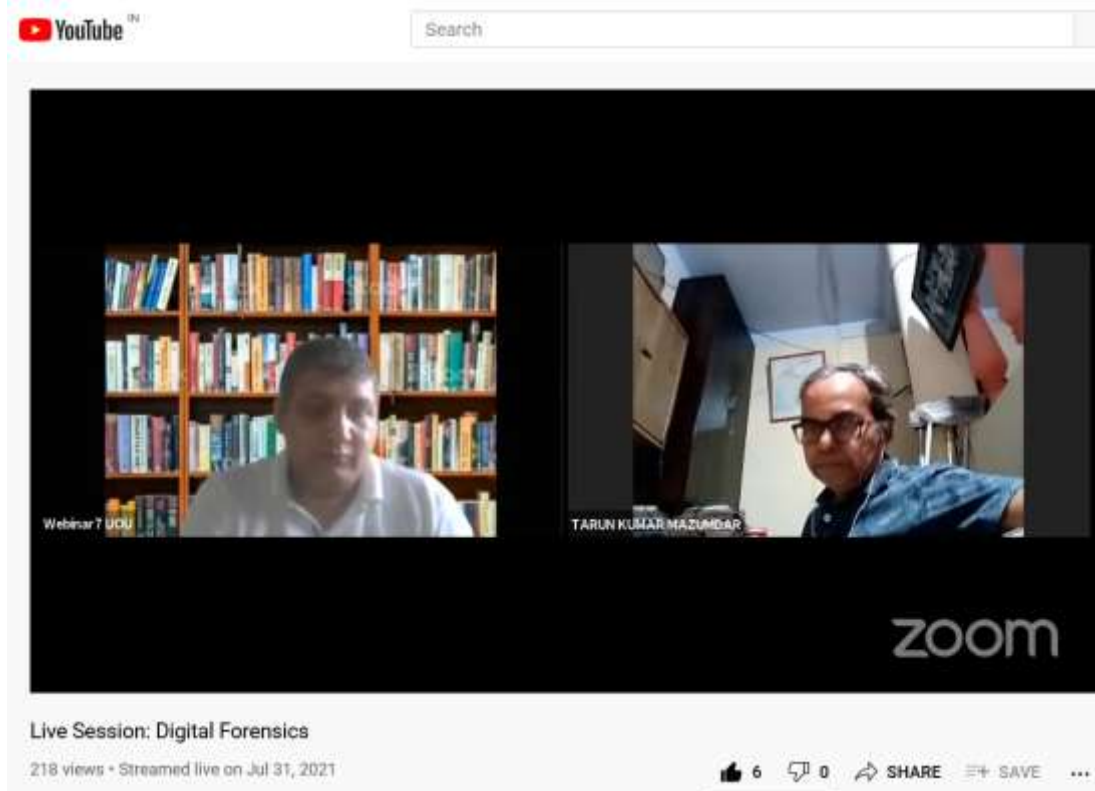 YouTube IN
Search
Webinar7 UOU
TARUN KUMAR MAZUMDAR
zoom
Live Session: Digital Forensics
218 views • Streamed live on Jul 31, 2021
6
0
SHARE
SAVE